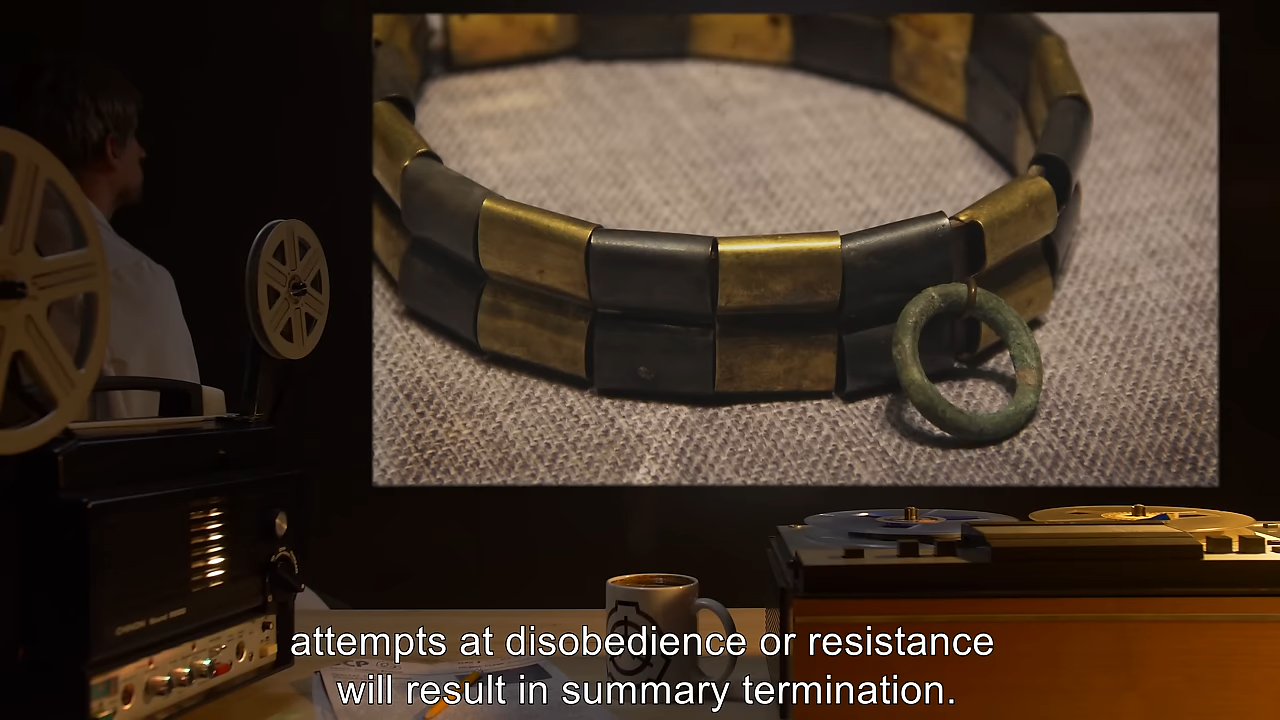 attempts at disobedience or resistance
will result in summary termination.